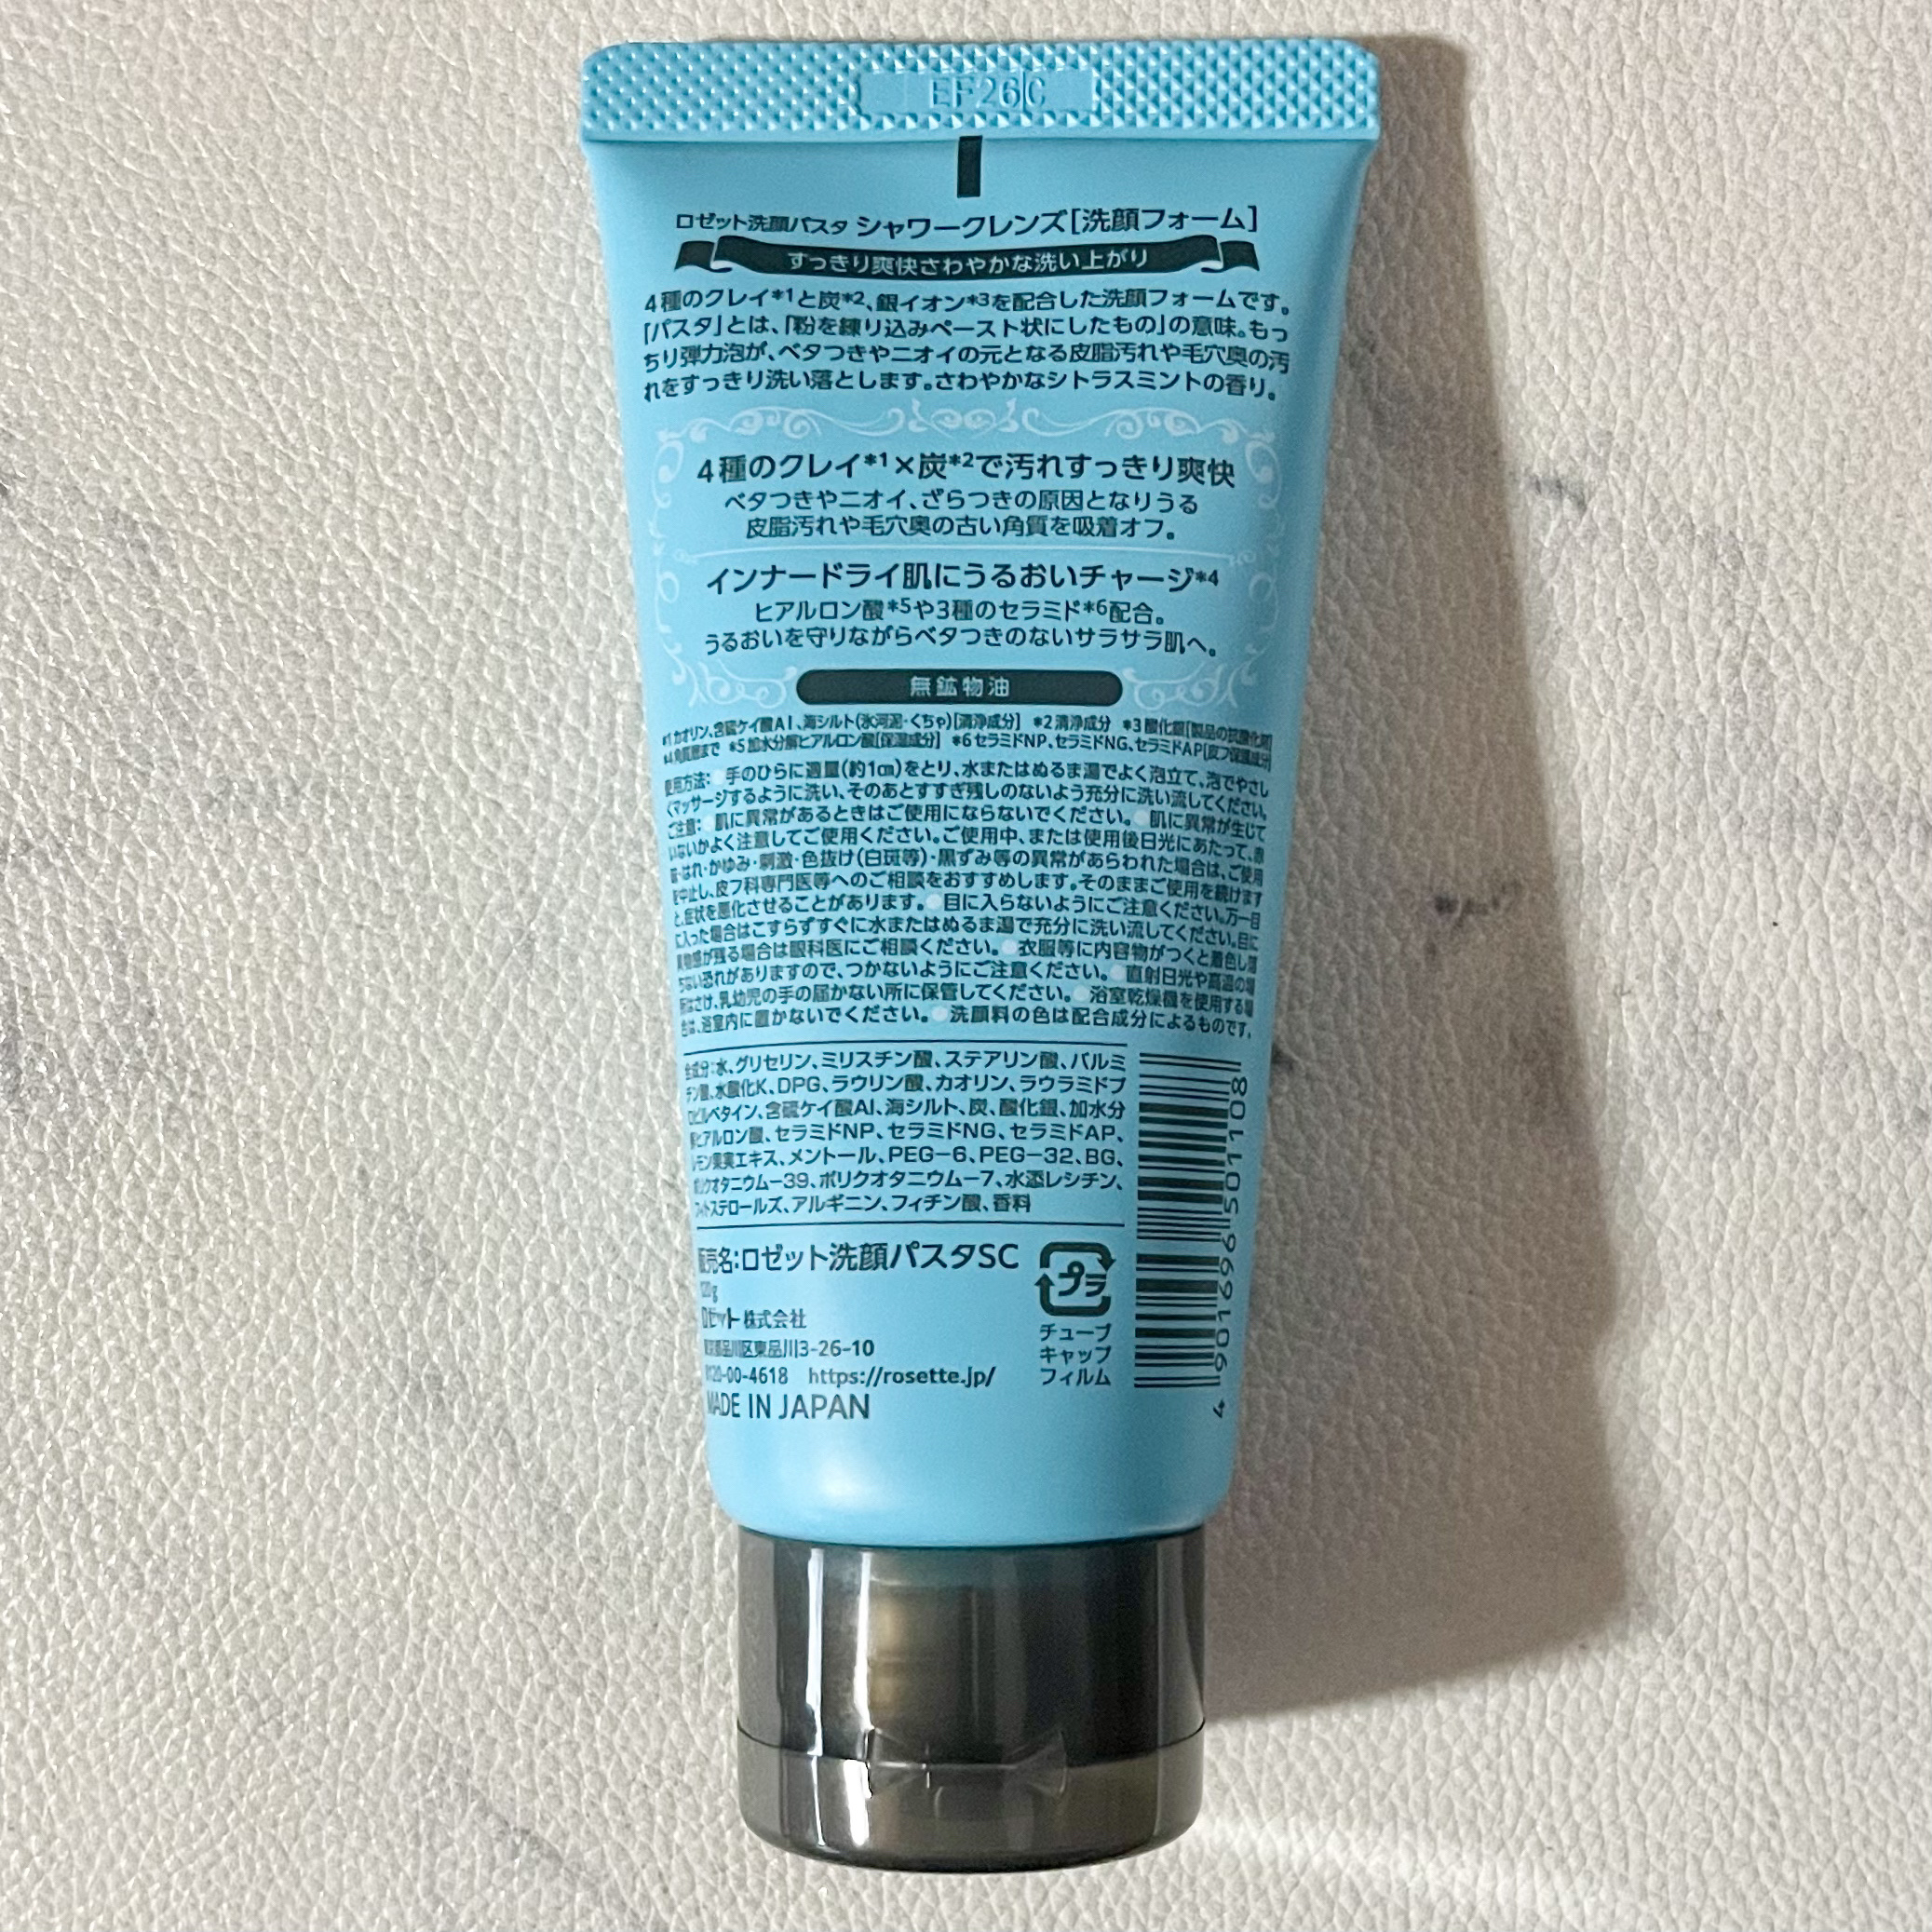 EF26C
ロゼット洗顔パスタ シャワークレンズ[洗顔フォーム]
すっきり爽快さわやかな洗い上がり
4種のクレイ*1と炭*2、銀イオン*3を配合した洗顔フォームです。
「パスタ」とは、「粉を練り込みペースト状にしたもの」の意味。もっ
ちり弾力泡が、ベタつきやニオイの元となる皮脂汚れや毛穴奥の汚
れをすっきり洗い落とします。さわやかなシトラスミントの香り。
4種のクレイ*1×炭*2で汚れすっきり爽快
ベタつきやニオイ、ざらつきの原因となりうる
皮脂汚れや毛穴奥の古い角質を吸着オフ。
インナードライ肌にうるおいチャージ*4
ヒアルロン酸*5や3種のセラミド*6配合。
うるおいを守りながらベタつきのないサラサラ肌へ。
無鉱物油
*1 カオリン、含硫ケイ酸Al、海シルト(氷河泥・くちゃ)[清浄成分] *2 清浄成分 *3 酸化銀[製品の抗酸化剤]
*4 角質層まで *5 加水分解ヒアルロン酸[保湿成分] *6 セラミドNP、セラミドNG、セラミドAP[皮フ保護成分]
使用方法：●手のひらに適量(約1cm)をとり、水またはぬるま湯でよく泡立て、泡でやさし
くマッサージするように洗い、そのあとすすぎ残しのないよう充分に洗い流してください。
ご注意：●肌に異常があるときはご使用にならないでください。●肌に異常が生じて
いないかよく注意してご使用ください。ご使用中、または使用後日光にあたって、赤
味・はれ・かゆみ・刺激・色抜け(白斑等)・黒ずみ等の異常があらわれた場合は、ご使用
を中止し、皮フ科専門医等へのご相談をおすすめします。そのままご使用を続けます
と、症状を悪化させることがあります。●目に入らないようにご注意ください。万一目
に入った場合はこすらずすぐに水またはぬるま湯で充分に洗い流してください。目に
異物感が残る場合は眼科医にご相談ください。●衣服等に内容物がつくと着色し落
ちない恐れがありますので、つかないようにご注意ください。●直射日光や高温の場
所はさけ、乳幼児の手の届かない所に保管してください。●浴室乾燥機を使用する場
合は、浴室内に置かないでください。●洗顔料の色は配合成分によるものです。
全成分：水、グリセリン、ミリスチン酸、ステアリン酸、パルミ
チン酸、水酸化K、DPG、ラウリン酸、カオリン、ラウラミドプ
ロピルベタイン、含硫ケイ酸Al、海シルト、炭、酸化銀、加水分
解ヒアルロン酸、セラミドNP、セラミドNG、セラミドAP、
レモン果実エキス、メントール、PEG-6、PEG-32、BG、
ポリクオタニウム-39、ポリクオタニウム-7、水添レシチン、
フィトステロールズ、アルギニン、フィチン酸、香料
販売名：ロゼット洗顔パスタSC
120g
ロゼット株式会社
東京都品川区東品川3-26-10
0120-00-4618 https://rosette.jp/
MADE IN JAPAN
プラ
チューブ
キャップ
フィルム